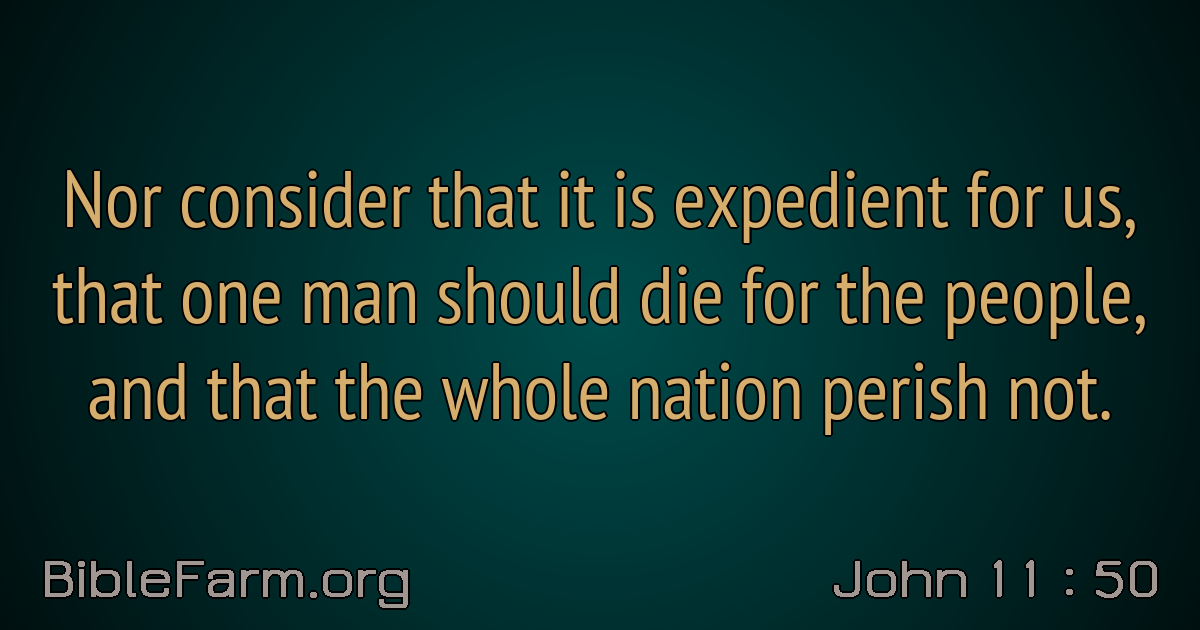 Nor consider that it is expedient for us,
that one man should die for the people,
and that the whole nation perish not.
BibleFarm.org
John 11 : 50